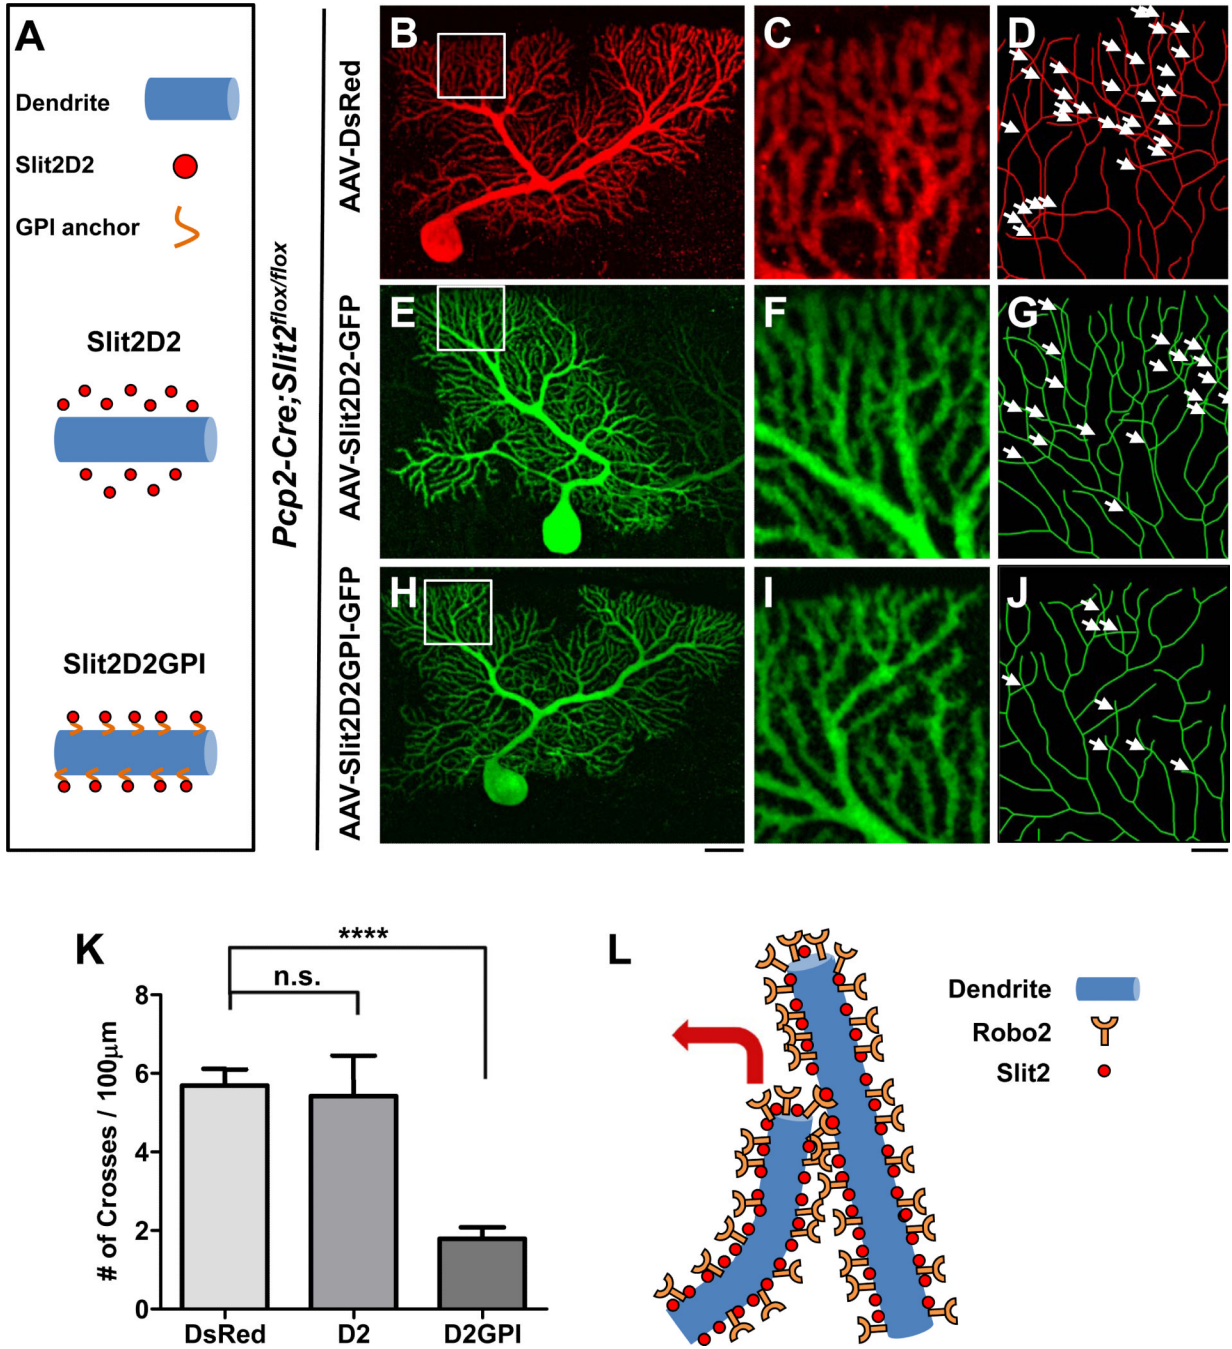 A
Dendrite
Slit2D2
GPI anchor
Slit2D2
Slit2D2GPI
Pcp2-Cre;Slit2flox/flox
AAV-DsRed
B
C
D
AAV-Slit2D2-GFP
E
F
G
AAV-Slit2D2GPI-GFP
H
I
J
K
****
n.s.
# of Crosses / 100μm
8
6
4
2
0
DsRed
D2
D2GPI
L
Dendrite
Robo2
Slit2